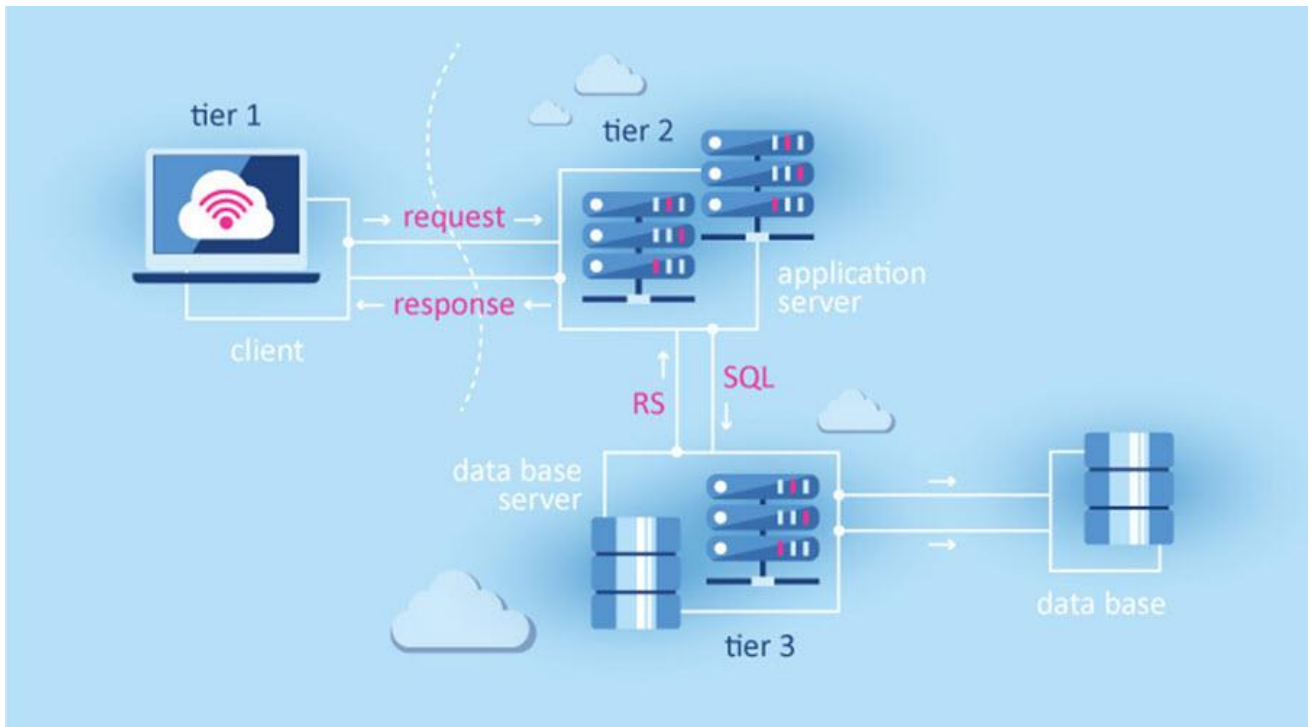 tier 1
tier 2
request
application
server
response
client
SQL
RS
data base
server
data base
tier 3